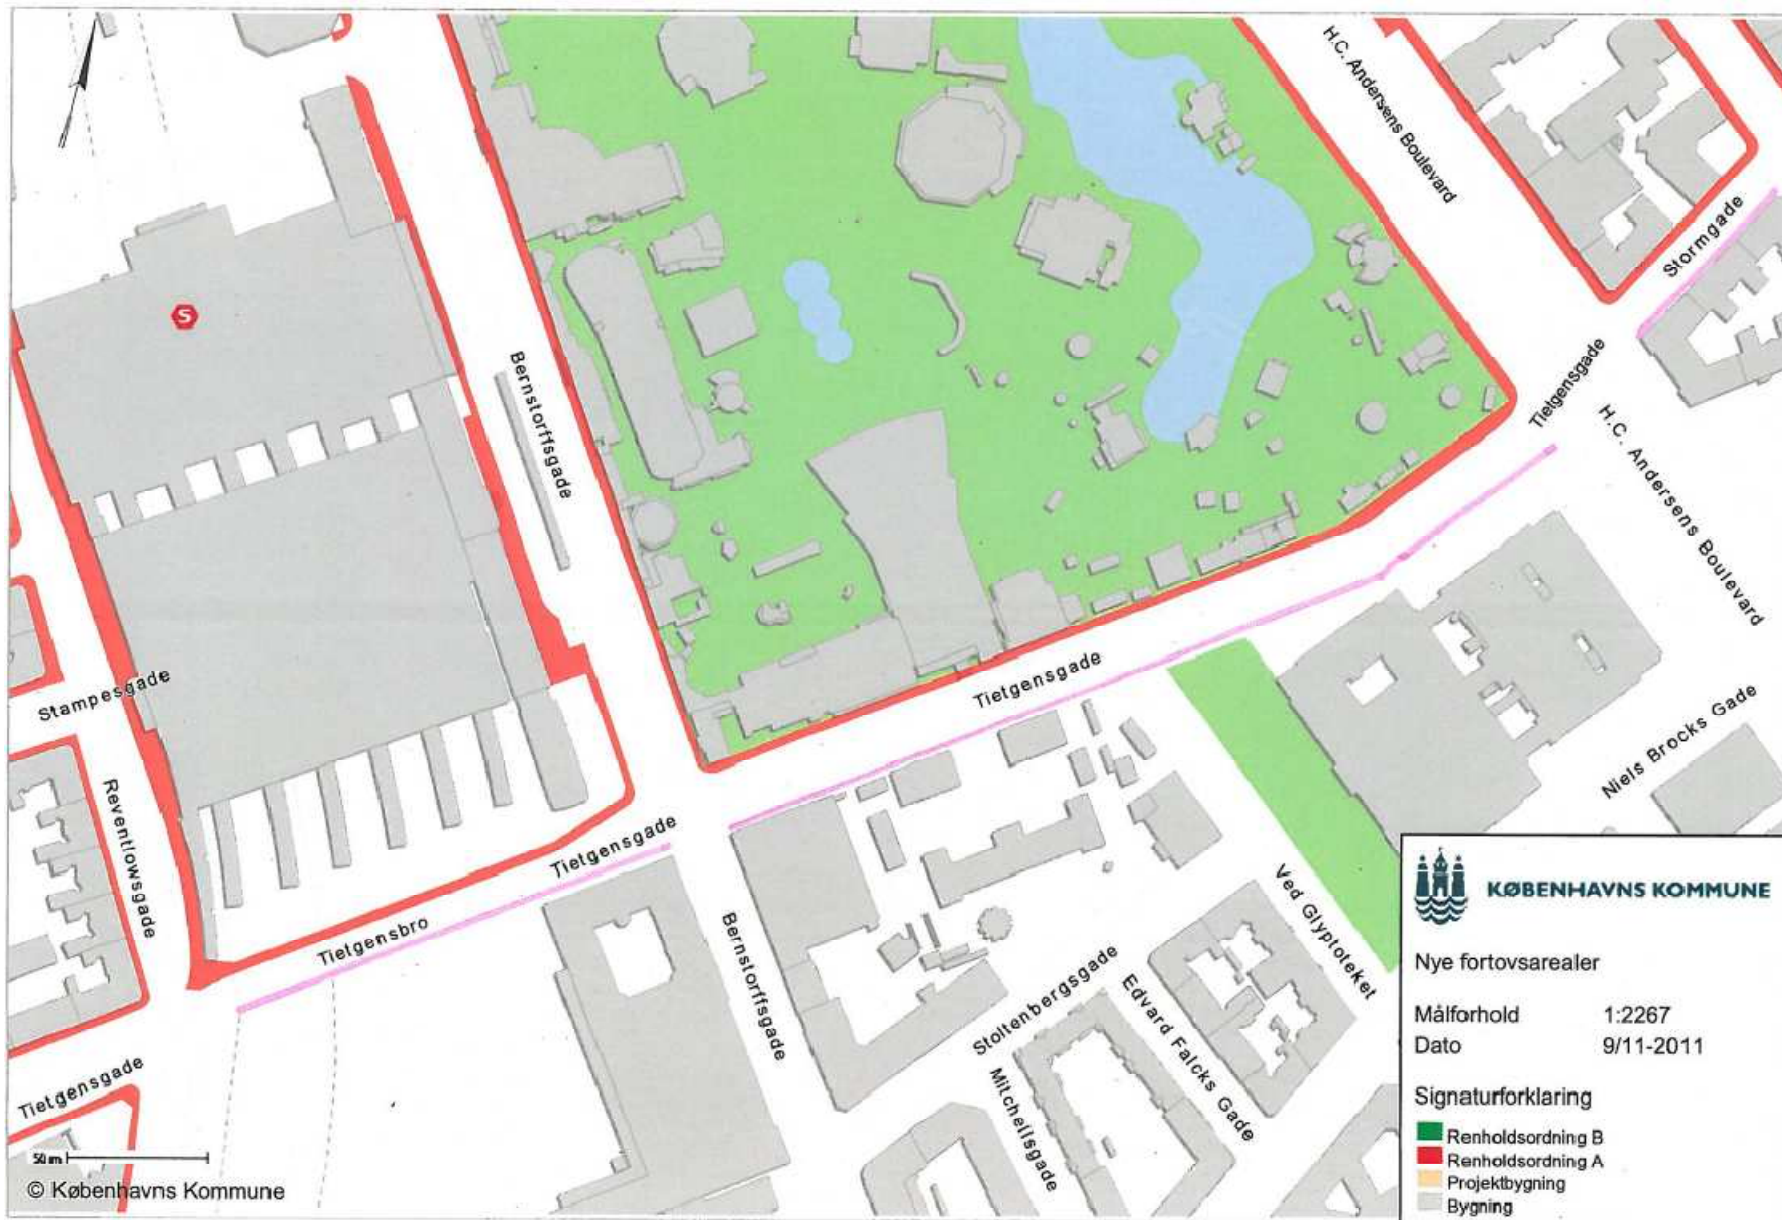 H.C. Andersens Boulevard
Stormgade
Bernstorffsgade
Tietgensgade
H.C. Andersens Boulevard
Stampesgade
Tietgensgade
Niels Brocks Gade
Reventlowsgade
Tietgensgade
Tietgensbro
Bernstorffsgade
Ved Glyptoteket
Stoltenbergsgade
Edvard Falcks Gade
Mitchellsgade
Tietgensgade
S
50 m
© Københavns Kommune
KØBENHAVNS KOMMUNE
Nye fortovsarealer
Målforhold 1:2267
Dato 9/11-2011
Signaturforklaring
Renholdsordning B
Renholdsordning A
Projektbygning
Bygning